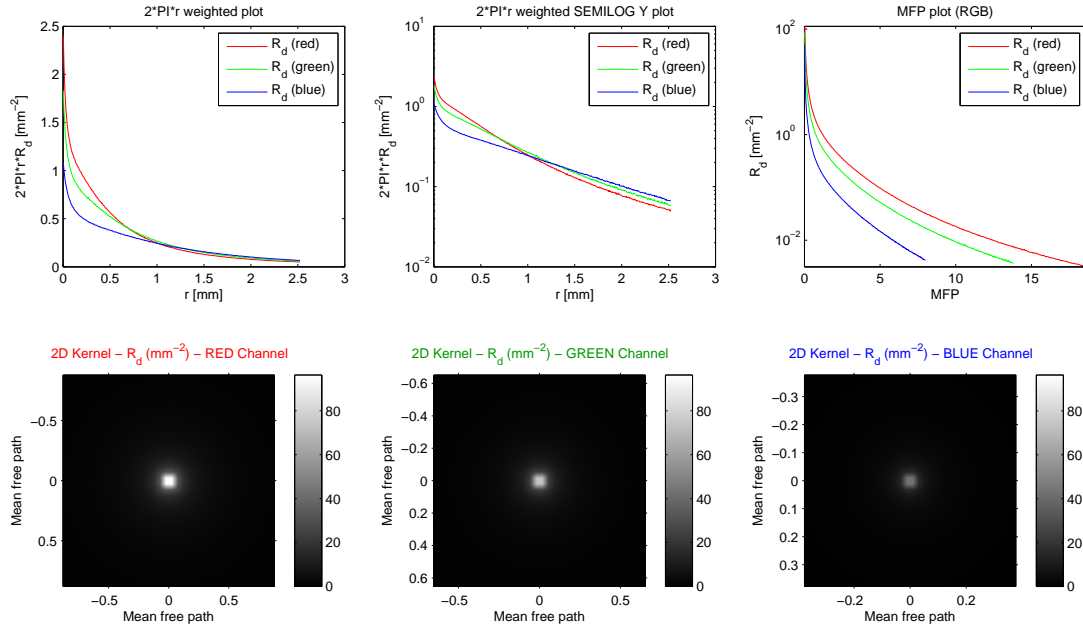 2*PI*r weighted plot
2*PI*r*R_d [mm^−2]
2.5
2
1.5
1
0.5
0
0 0.5 1 1.5 2 2.5 3
r [mm]
R_d (red)
R_d (green)
R_d (blue)
2*PI*r weighted SEMILOG Y plot
2*PI*r*R_d [mm^−2]
10^1
10^0
10^−1
10^−2
0 0.5 1 1.5 2 2.5 3
r [mm]
R_d (red)
R_d (green)
R_d (blue)
MFP plot (RGB)
R_d [mm^−2]
10^2
10^0
10^−2
0 5 10 15
MFP
R_d (red)
R_d (green)
R_d (blue)
2D Kernel − R_d (mm^−2) − RED Channel
Mean free path
−0.5
0
0.5
−0.5 0 0.5
Mean free path
80
60
40
20
0
2D Kernel − R_d (mm^−2) − GREEN Channel
Mean free path
−0.6
−0.4
−0.2
0
0.2
0.4
0.6
−0.5 0 0.5
Mean free path
80
60
40
20
0
2D Kernel − R_d (mm^−2) − BLUE Channel
Mean free path
−0.3
−0.2
−0.1
0
0.1
0.2
0.3
−0.2 0 0.2
Mean free path
80
60
40
20
0